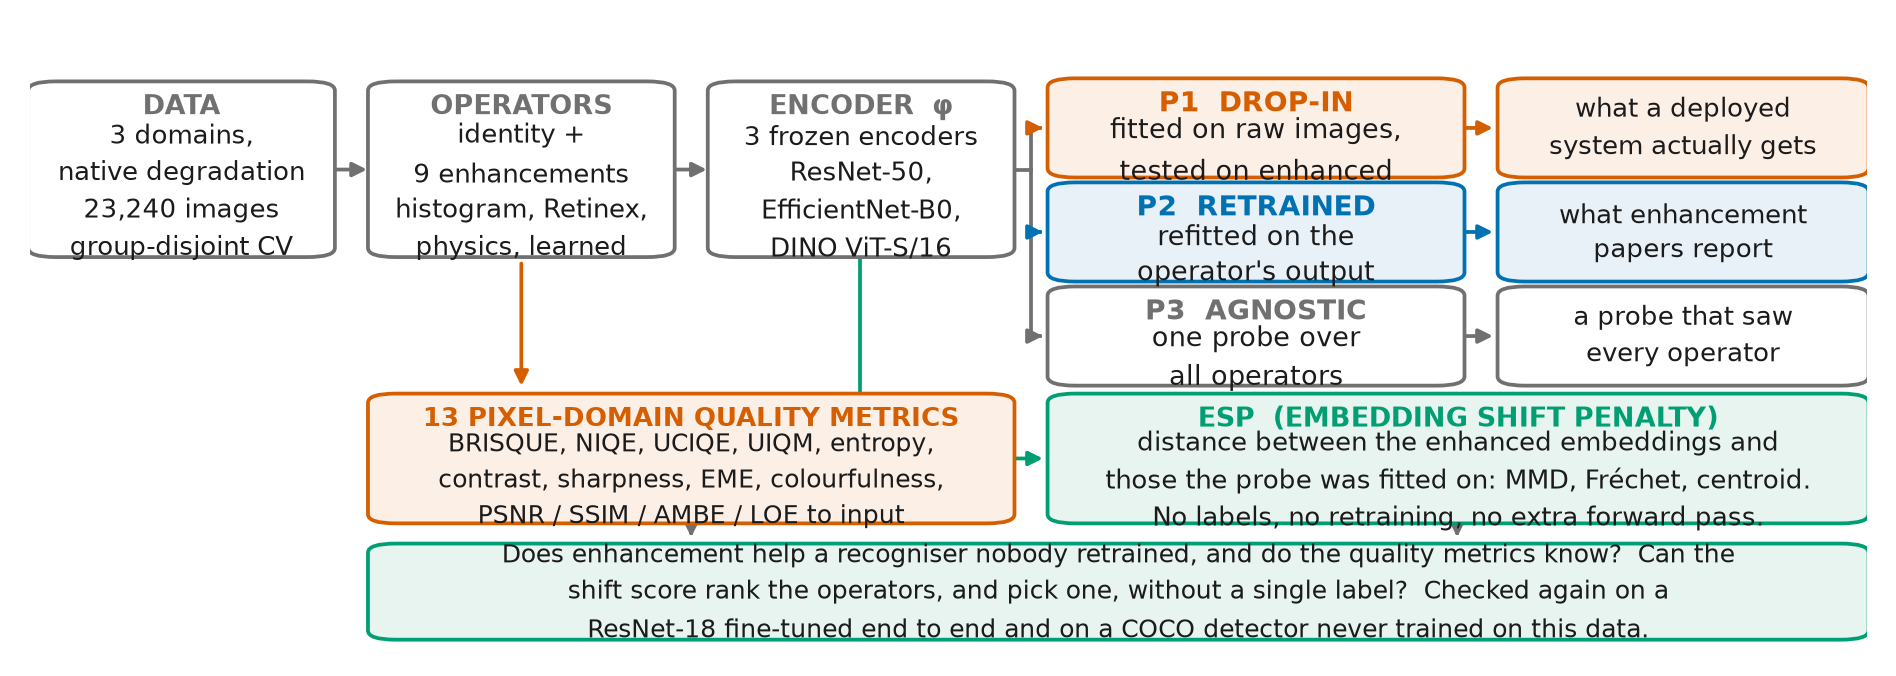 DATA
3 domains,
native degradation
23,240 images
group-disjoint CV
OPERATORS
identity +
9 enhancements
histogram, Retinex,
physics, learned
ENCODER φ
3 frozen encoders
ResNet-50,
EfficientNet-B0,
DINO ViT-S/16
P1 DROP-IN
fitted on raw images,
tested on enhanced
what a deployed
system actually gets
P2 RETRAINED
refitted on the
operator's output
what enhancement
papers report
P3 AGNOSTIC
one probe over
all operators
a probe that saw
every operator
13 PIXEL-DOMAIN QUALITY METRICS
BRISQUE, NIQE, UCIQE, UIQM, entropy,
contrast, sharpness, EME, colourfulness,
PSNR / SSIM / AMBE / LOE to input
ESP (EMBEDDING SHIFT PENALTY)
distance between the enhanced embeddings and
those the probe was fitted on: MMD, Fréchet, centroid.
No labels, no retraining, no extra forward pass.
Does enhancement help a recogniser nobody retrained, and do the quality metrics know? Can the
shift score rank the operators, and pick one, without a single label? Checked again on a
ResNet-18 fine-tuned end to end and on a COCO detector never trained on this data.